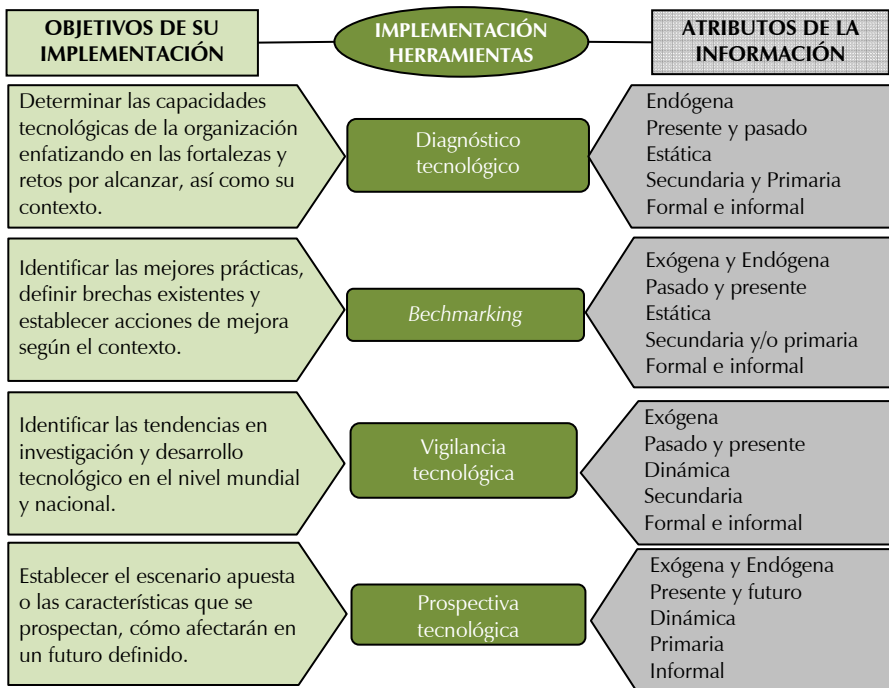 OBJETIVOS DE SU
IMPLEMENTACIÓN
IMPLEMENTACIÓN
HERRAMIENTAS
ATRIBUTOS DE LA
INFORMACIÓN
Determinar las capacidades
tecnológicas de la organización
enfatizando en las fortalezas y
retos por alcanzar, así como su
contexto.
Diagnóstico
tecnológico
Endógena
Presente y pasado
Estática
Secundaria y Primaria
Formal e informal
Identificar las mejores prácticas,
definir brechas existentes y
establecer acciones de mejora
según el contexto.
Bechmarking
Exógena y Endógena
Pasado y presente
Estática
Secundaria y/o primaria
Formal e informal
Identificar las tendencias en
investigación y desarrollo
tecnológico en el nivel mundial
y nacional.
Vigilancia
tecnológica
Exógena
Pasado y presente
Dinámica
Secundaria
Formal e informal
Establecer el escenario apuesta
o las características que se
prospectan, cómo afectarán en
un futuro definido.
Prospectiva
tecnológica
Exógena y Endógena
Presente y futuro
Dinámica
Primaria
Informal